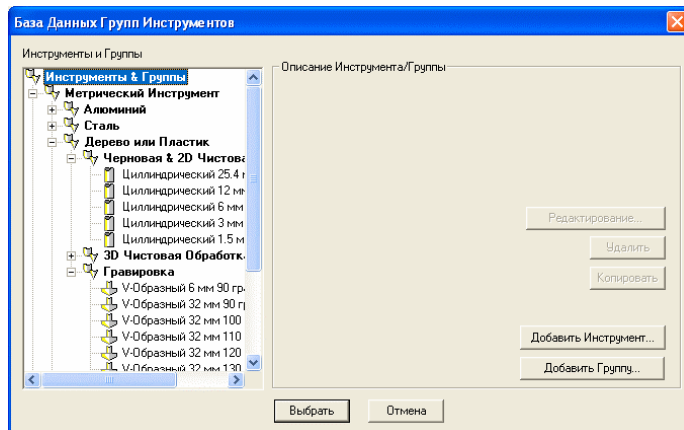 База Данных Групп Инструментов
Инструменты и Группы
Описание Инструмента/Группы
Инструменты & Группы
Метрический Инструмент
Алюминий
Сталь
Дерево или Пластик
Черновая & 2D Чистова
Циллиндрический 25.4 м
Циллиндрический 12 мм
Циллиндрический 6 мм
Циллиндрический 3 мм
Циллиндрический 1.5 м
3D Чистовая Обработк
Гравировка
V-Образный 6 мм 90 гр
V-Образный 32 мм 90 г
V-Образный 32 мм 100
V-Образный 32 мм 110
V-Образный 32 мм 120
V-Образный 32 мм 130
Редактирование...
Удалить
Копировать
Добавить Инструмент...
Добавить Группу...
Выбрать
Отмена